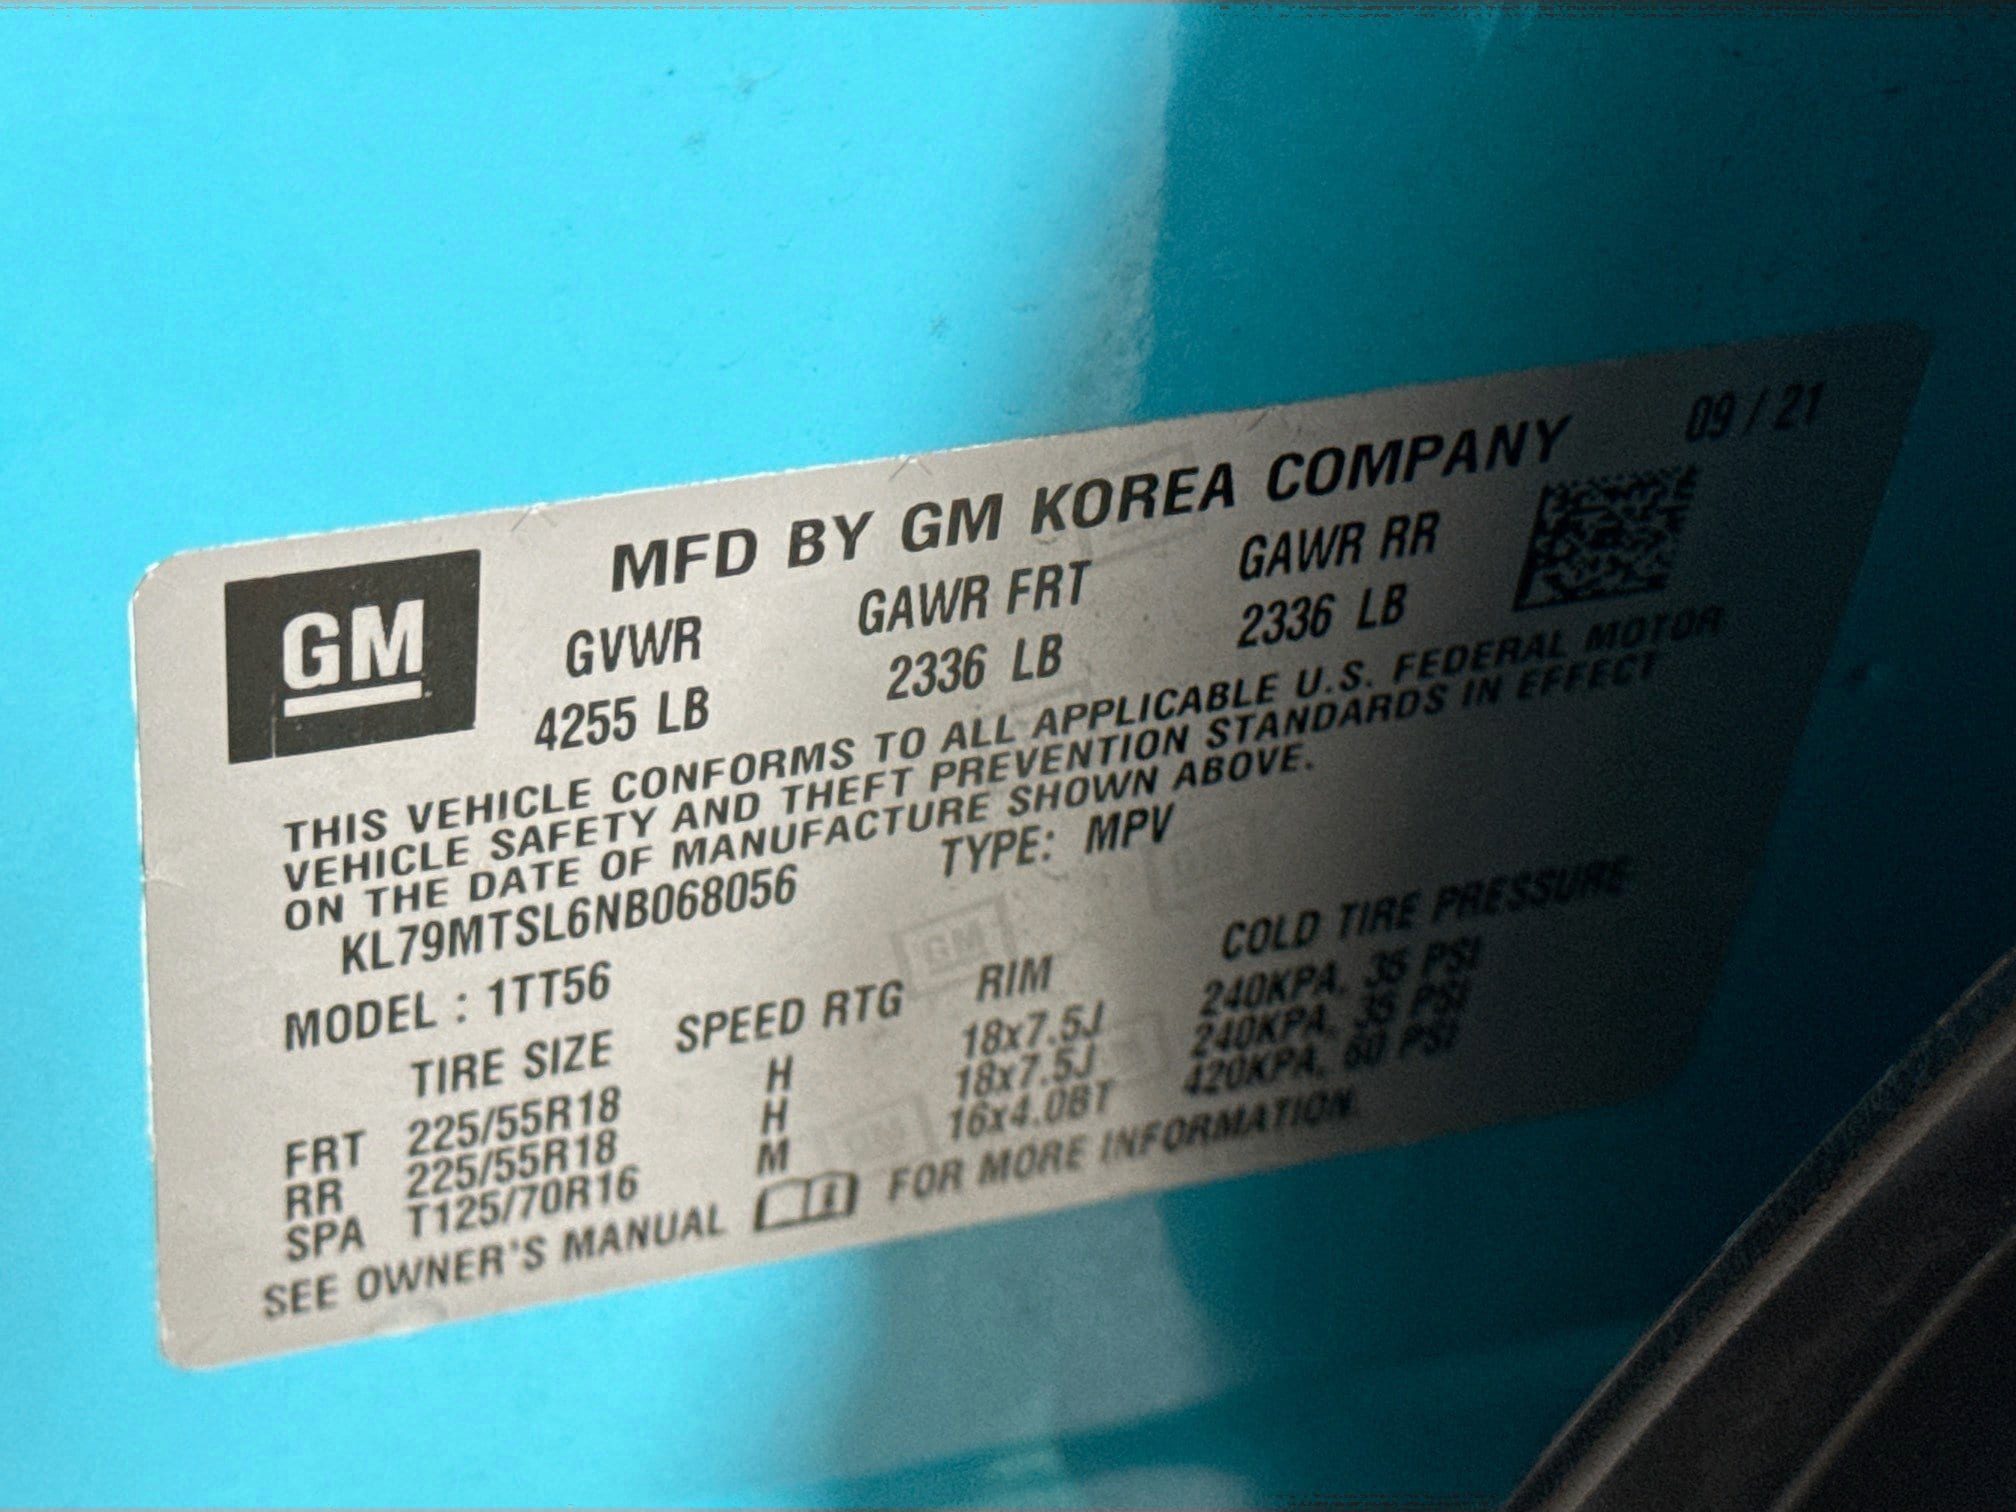 MFD BY GM KOREA COMPANY 09 / 21
GM
GVWR GAWR FRT GAWR RR
4255 LB 2336 LB 2336 LB
THIS VEHICLE CONFORMS TO ALL APPLICABLE U.S. FEDERAL MOTOR
VEHICLE SAFETY AND THEFT PREVENTION STANDARDS IN EFFECT
ON THE DATE OF MANUFACTURE SHOWN ABOVE.
KL79MTSL6NB068056 TYPE: MPV
MODEL : 1TT56
TIRE SIZE SPEED RTG RIM COLD TIRE PRESSURE
FRT 225/55R18 H 18x7.5J 240KPA, 35 PSI
RR 225/55R18 H 18x7.5J 240KPA, 35 PSI
SPA T125/70R16 M 16x4.0BT 420KPA, 60 PSI
SEE OWNER'S MANUAL FOR MORE INFORMATION.